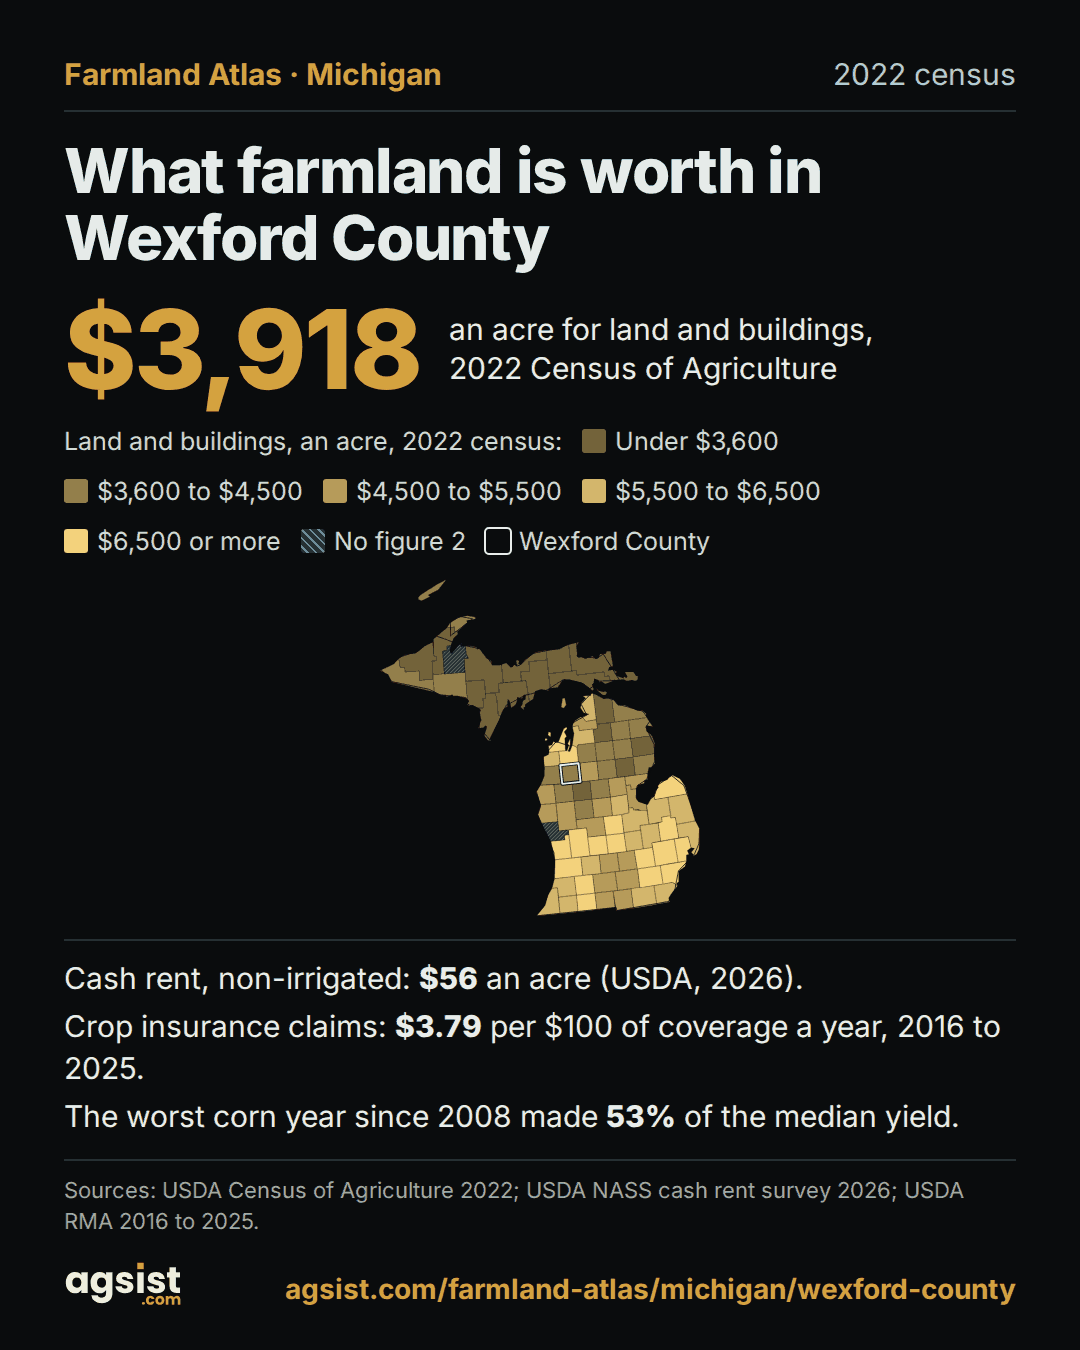 Farmland Atlas · Michigan
2022 census
What farmland is worth in
Wexford County
$3,918
an acre for land and buildings,
2022 Census of Agriculture
Land and buildings, an acre, 2022 census: Under $3,600
$3,600 to $4,500 $4,500 to $5,500 $5,500 to $6,500
$6,500 or more No figure 2 Wexford County
Cash rent, non-irrigated: $56 an acre (USDA, 2026).
Crop insurance claims: $3.79 per $100 of coverage a year, 2016 to
2025.
The worst corn year since 2008 made 53% of the median yield.
Sources: USDA Census of Agriculture 2022; USDA NASS cash rent survey 2026; USDA
RMA 2016 to 2025.
agsist
.com
agsist.com/farmland-atlas/michigan/wexford-county